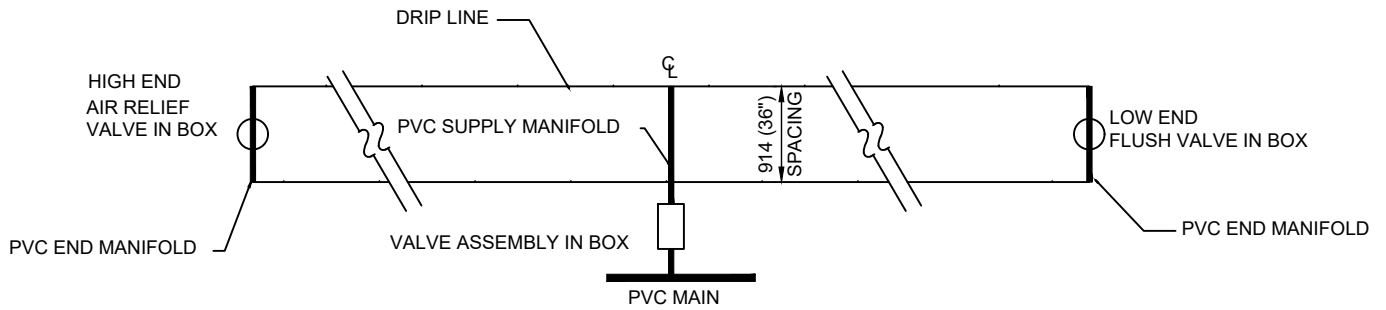 DRIP LINE
℄
HIGH END
AIR RELIEF
VALVE IN BOX
PVC SUPPLY MANIFOLD
914 (36")
SPACING
LOW END
FLUSH VALVE IN BOX
PVC END MANIFOLD
VALVE ASSEMBLY IN BOX
PVC END MANIFOLD
PVC MAIN